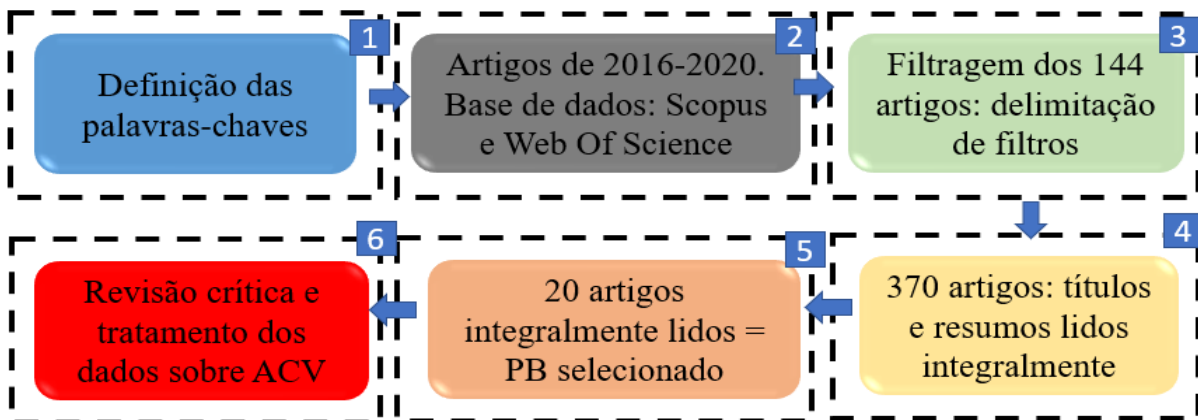 1
Definição das
palavras-chaves
2
Artigos de 2016-2020.
Base de dados: Scopus
e Web Of Science
3
Filtragem dos 144
artigos: delimitação
de filtros
4
370 artigos: títulos
e resumos lidos
integralmente
5
20 artigos
integralmente lidos =
PB selecionado
6
Revisão crítica e
tratamento dos
dados sobre ACV